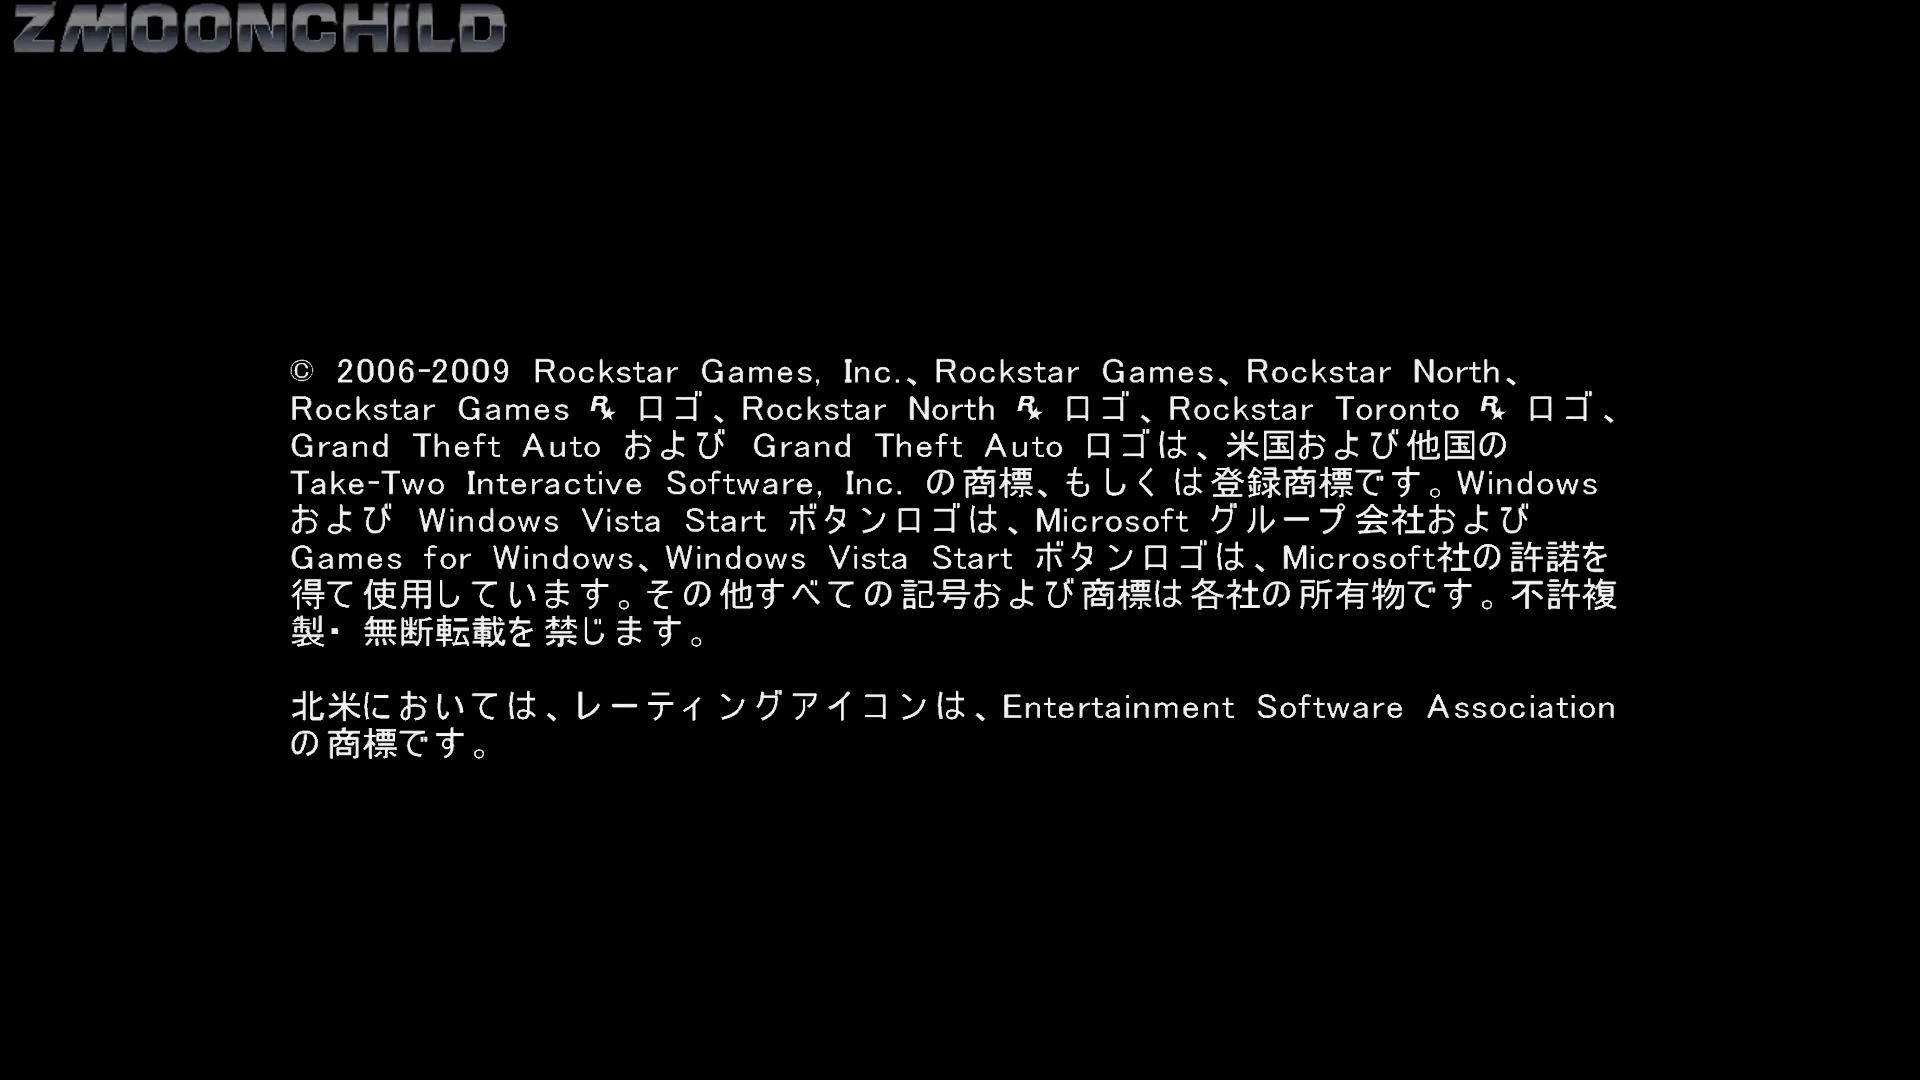 ZMOONCHILD
© 2006-2009 Rockstar Games, Inc.、Rockstar Games、Rockstar North、
Rockstar Games R★ ロゴ、Rockstar North R★ ロゴ、Rockstar Toronto R★ ロゴ、
Grand Theft Auto および Grand Theft Auto ロゴは、米国および他国の
Take-Two Interactive Software, Inc. の商標、もしくは登録商標です。Windows
および Windows Vista Start ボタンロゴは、Microsoft グループ会社および
Games for Windows、Windows Vista Start ボタンロゴは、Microsoft社の許諾を
得て使用しています。その他すべての記号および商標は各社の所有物です。不許複
製・無断転載を禁じます。
北米においては、レーティングアイコンは、Entertainment Software Association
の商標です。